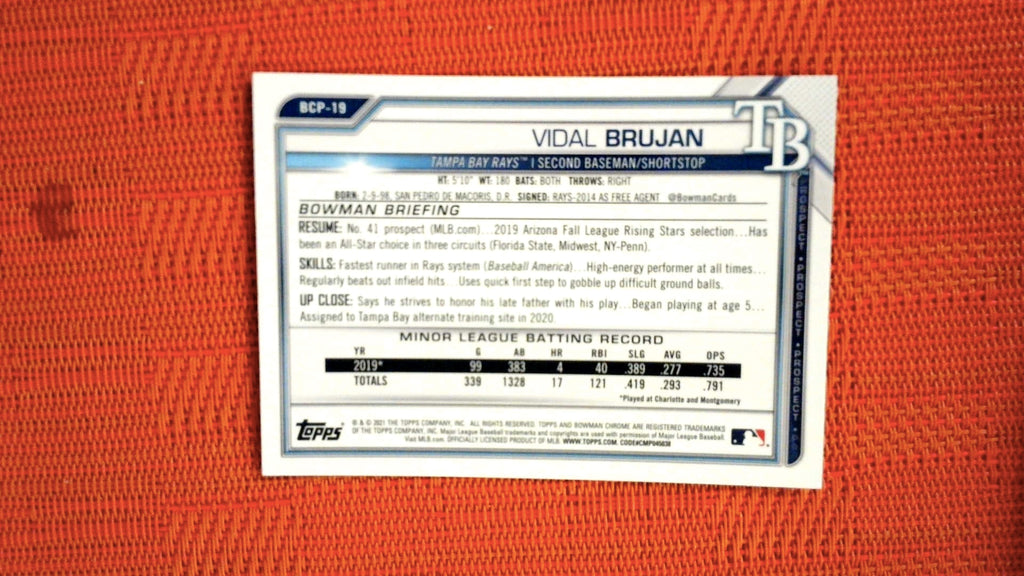 BCP-19
TB
VIDAL BRUJAN
TAMPA BAY RAYS™ | SECOND BASEMAN/SHORTSTOP
HT: 5'10" WT: 180 BATS: BOTH THROWS: RIGHT
BORN: 2-9-98, SAN PEDRO DE MACORIS, D.R. SIGNED: RAYS-2014 AS FREE AGENT @BowmanCards
BOWMAN BRIEFING
RESUME: No. 41 prospect (MLB.com)...2019 Arizona Fall League Rising Stars selection...Has
been an All-Star choice in three circuits (Florida State, Midwest, NY-Penn).
SKILLS: Fastest runner in Rays system (Baseball America)...High-energy performer at all times...
Regularly beats out infield hits...Uses quick first step to gobble up difficult ground balls.
UP CLOSE: Says he strives to honor his late father with his play...Began playing at age 5...
Assigned to Tampa Bay alternate training site in 2020.
MINOR LEAGUE BATTING RECORD
YR G AB HR RBI SLG AVG OPS
2019* 99 383 4 40 .389 .277 .735
TOTALS 339 1328 17 121 .419 .293 .791
*Played at Charlotte and Montgomery
Topps
® & © 2021 THE TOPPS COMPANY, INC. ALL RIGHTS RESERVED. TOPPS AND BOWMAN CHROME ARE REGISTERED TRADEMARKS
OF THE TOPPS COMPANY, INC. Major League Baseball trademarks and copyrights are used with permission of Major League Baseball.
Visit MLB.com. OFFICIALLY LICENSED PRODUCT OF MLB. WWW.TOPPS.COM. CODE#CMP045038
PROSPECT • PROSPECT • PROSPECT